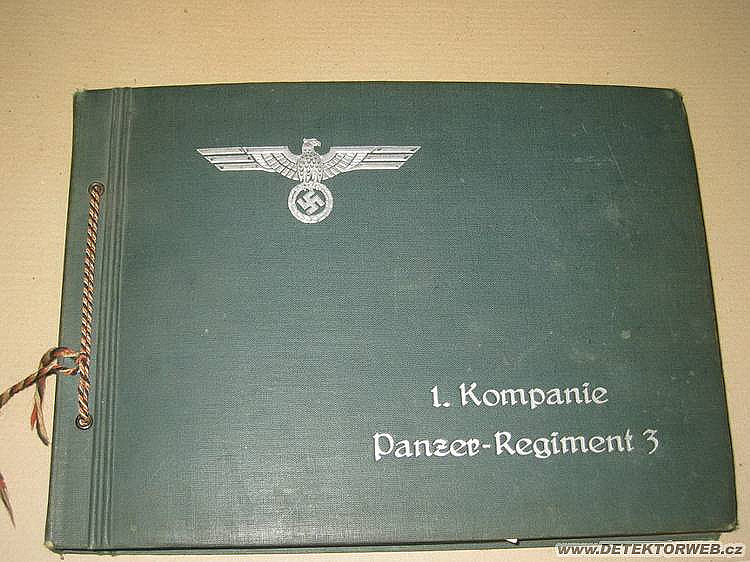 1. Kompanie
Panzer-Regiment 3
www.DETEKTORWEB.cz